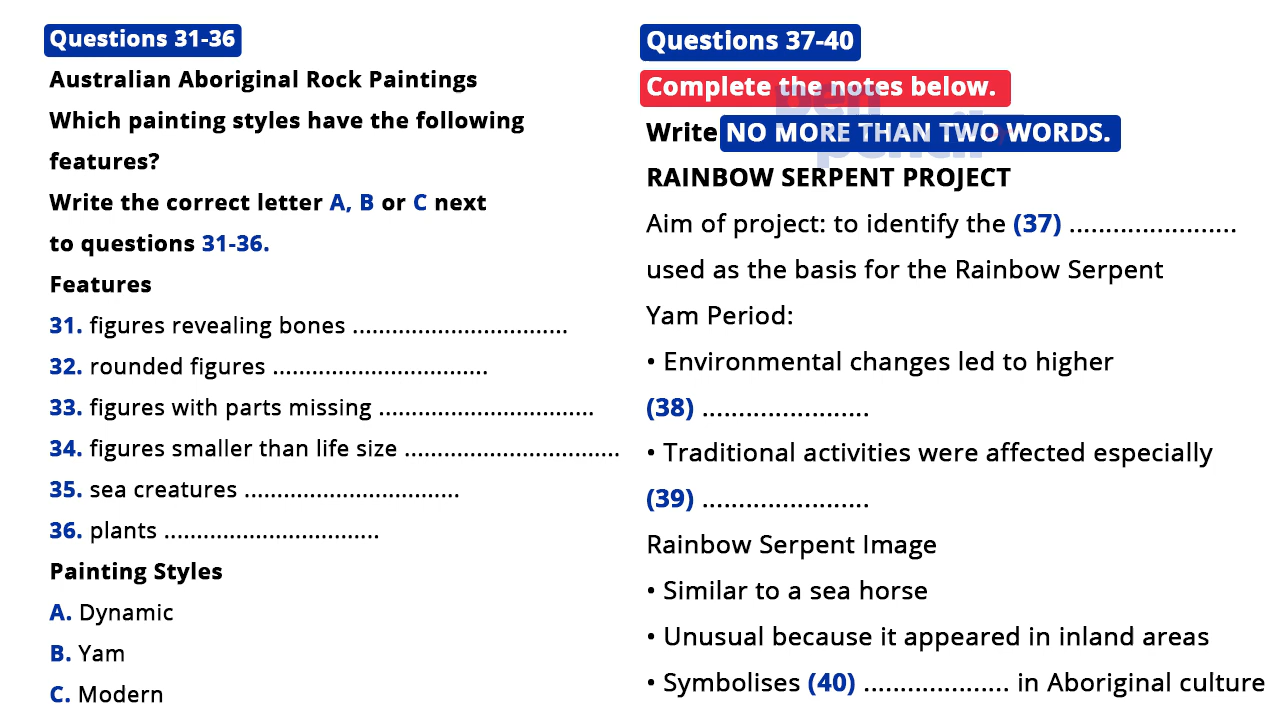 Questions 31-36
Australian Aboriginal Rock Paintings
Which painting styles have the following
features?
Write the correct letter A, B or C next
to questions 31-36.
Features
31. figures revealing bones .................................
32. rounded figures .................................
33. figures with parts missing .................................
34. figures smaller than life size .................................
35. sea creatures .................................
36. plants .................................
Painting Styles
A. Dynamic
B. Yam
C. Modern
Questions 37-40
Complete the notes below.
Write NO MORE THAN TWO WORDS.
RAINBOW SERPENT PROJECT
Aim of project: to identify the (37) .......................
used as the basis for the Rainbow Serpent
Yam Period:
• Environmental changes led to higher
(38) .......................
• Traditional activities were affected especially
(39) .......................
Rainbow Serpent Image
• Similar to a sea horse
• Unusual because it appeared in inland areas
• Symbolises (40) .................... in Aboriginal culture
pen
pencil